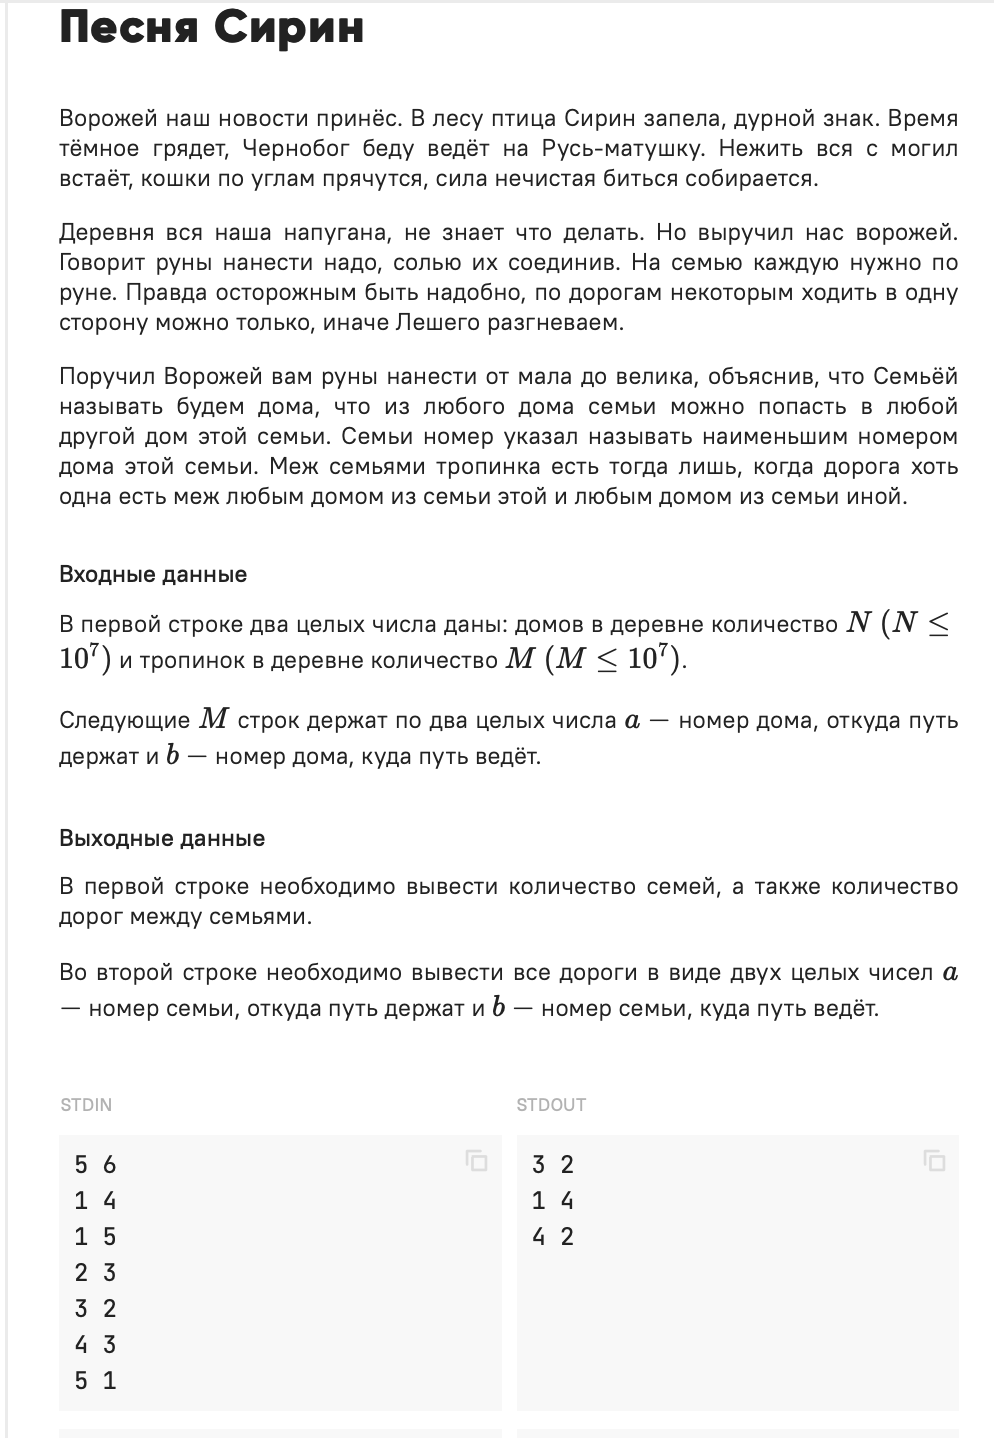 Песня Сирин
Ворожей наш новости принёс. В лесу птица Сирин запела, дурной знак. Время
тёмное грядет, Чернобог беду ведёт на Русь-матушку. Нежить вся с могил
встаёт, кошки по углам прячутся, сила нечистая биться собирается.
Деревня вся наша напугана, не знает что делать. Но выручил нас ворожей.
Говорит руны нанести надо, солью их соединив. На семью каждую нужно по
руне. Правда осторожным быть надобно, по дорогам некоторым ходить в одну
сторону можно только, иначе Лешего разгневаем.
Поручил Ворожей вам руны нанести от мала до велика, объяснив, что Семьёй
называть будем дома, что из любого дома семьи можно попасть в любой
другой дом этой семьи. Семьи номер указал называть наименьшим номером
дома этой семьи. Меж семьями тропинка есть тогда лишь, когда дорога хоть
одна есть меж любым домом из семьи этой и любым домом из семьи иной.
Входные данные
В первой строке два целых числа даны: домов в деревне количество N (N ≤
10⁷) и тропинок в деревне количество M (M ≤ 10⁷).
Следующие M строк держат по два целых числа a — номер дома, откуда путь
держат и b — номер дома, куда путь ведёт.
Выходные данные
В первой строке необходимо вывести количество семей, а также количество
дорог между семьями.
Во второй строке необходимо вывести все дороги в виде двух целых чисел a
— номер семьи, откуда путь держат и b — номер семьи, куда путь ведёт.
STDIN
5 6
1 4
1 5
2 3
3 2
4 3
5 1
STDOUT
3 2
1 4
4 2